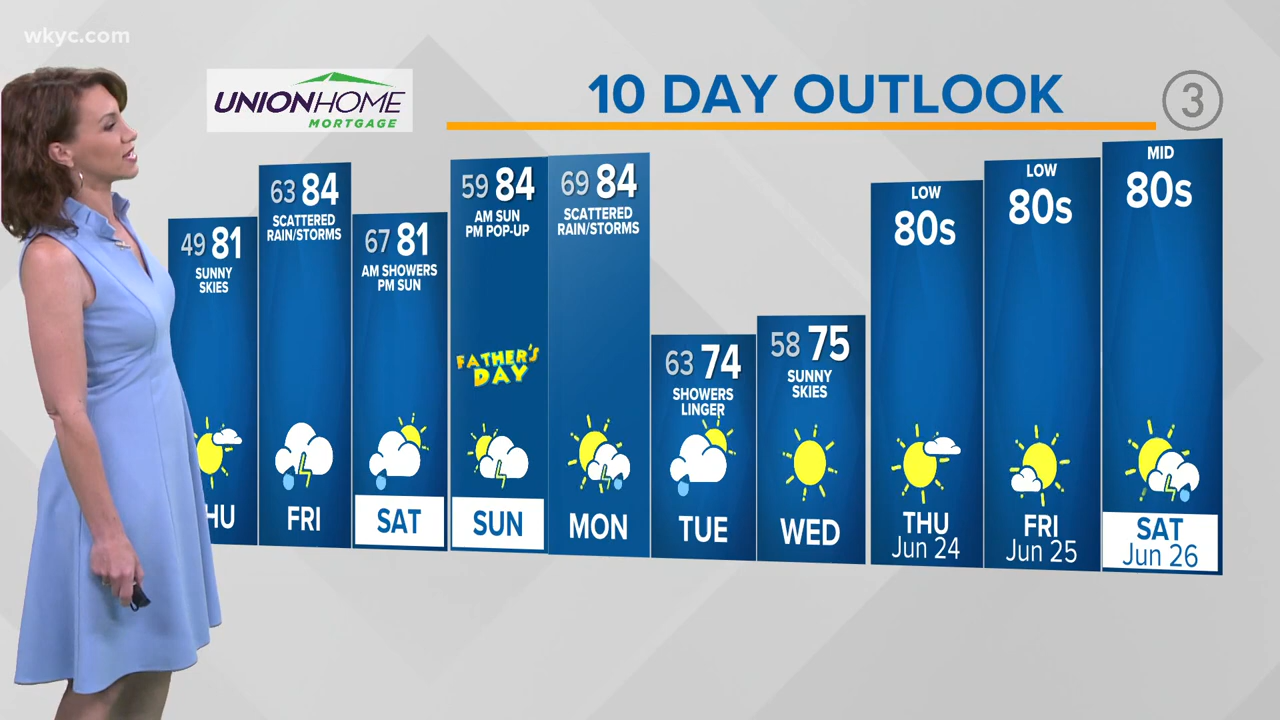 wkyc.com
UNIONHOME
MORTGAGE
10 DAY OUTLOOK
3
49 81
SUNNY
SKIES
HU
63 84
SCATTERED
RAIN/STORMS
FRI
67 81
AM SHOWERS
PM SUN
SAT
59 84
AM SUN
PM POP-UP
FATHER'S
DAY
SUN
69 84
SCATTERED
RAIN/STORMS
MON
63 74
SHOWERS
LINGER
TUE
58 75
SUNNY
SKIES
WED
LOW
80s
THU
Jun 24
LOW
80s
FRI
Jun 25
MID
80s
SAT
Jun 26